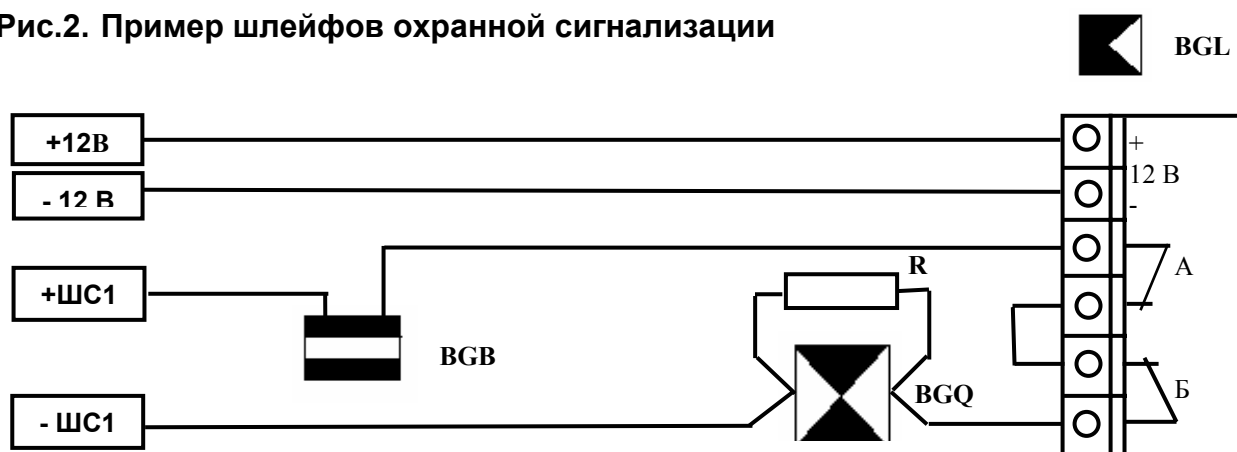 Рис.2. Пример шлейфов охранной сигнализации
BGL
+12В
+
12 В
- 12 В
-
R
А
+ШС1
BGB
BGQ
Б
- ШС1